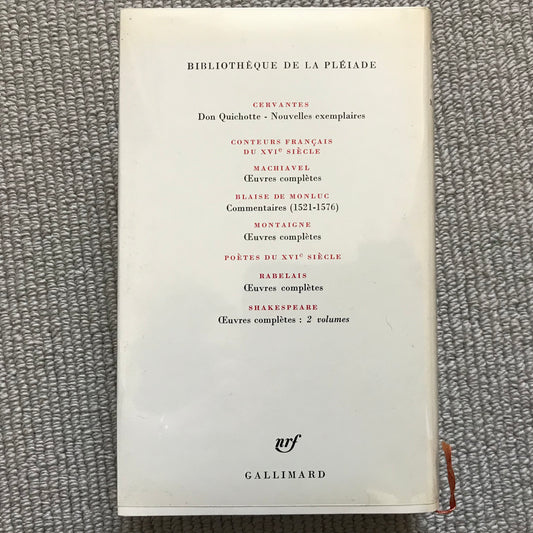 BIBLIOTHÈQUE DE LA PLÉIADE
CERVANTES
Don Quichotte - Nouvelles exemplaires
CONTEURS FRANÇAIS
DU XVIe SIÈCLE
MACHIAVEL
Œuvres complètes
BLAISE DE MONLUC
Commentaires (1521-1576)
MONTAIGNE
Œuvres complètes
POÈTES DU XVIe SIÈCLE
RABELAIS
Œuvres complètes
SHAKESPEARE
Œuvres complètes : 2 volumes
nrf
GALLIMARD